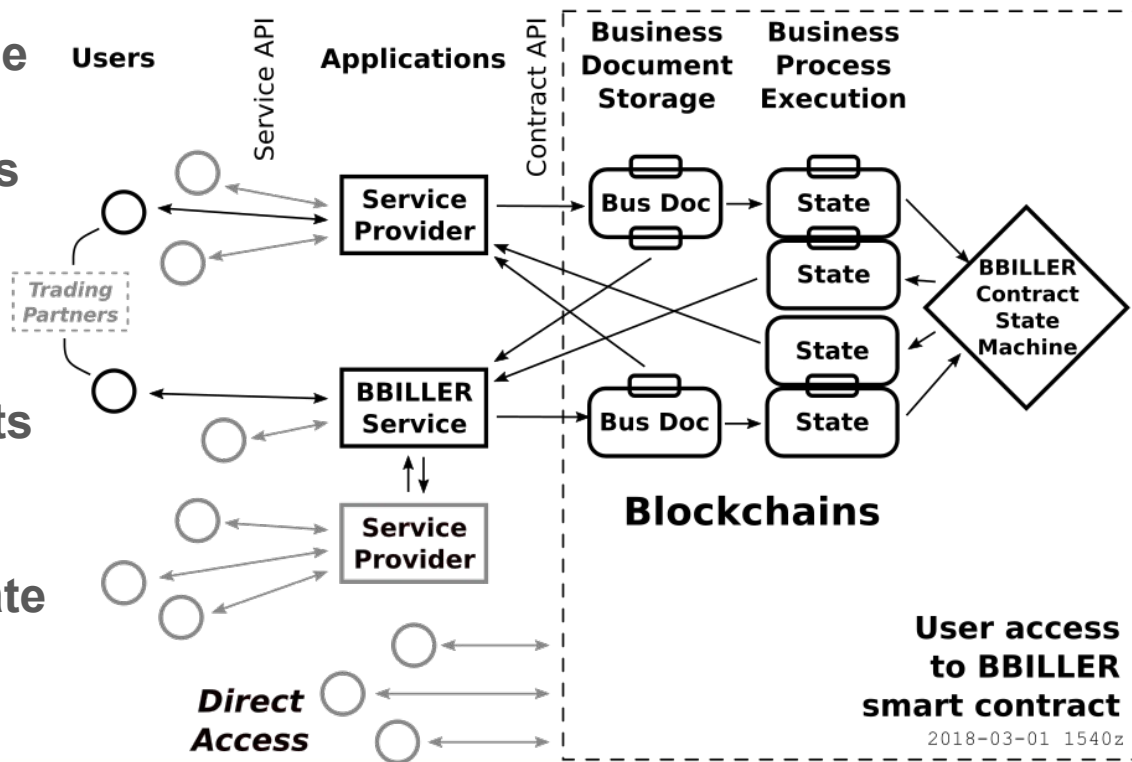 e
s
ts
ate
Users
Service API
Applications
Contract API
Business
Document
Storage
Business
Process
Execution
Service
Provider
Bus Doc
State
Trading
Partners
State
BBILLER
Contract
State
Machine
State
BBILLER
Service
Bus Doc
State
Blockchains
Service
Provider
Direct
Access
User access
to BBILLER
smart contract
2018-03-01 1540z